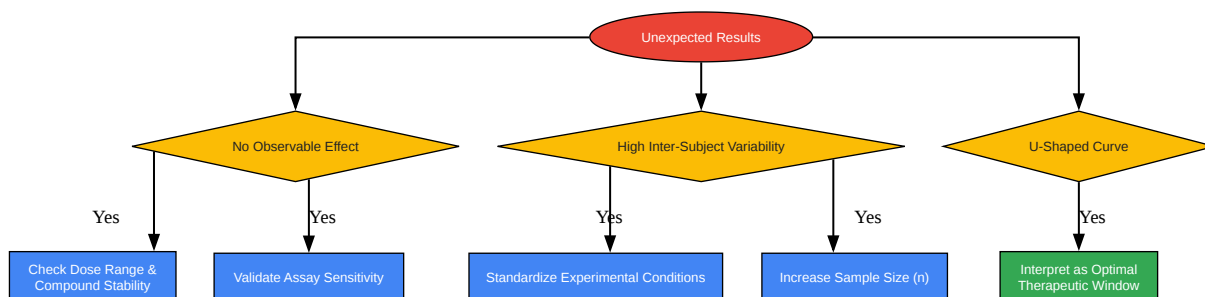 Unexpected Results
No Observable Effect
High Inter-Subject Variability
U-Shaped Curve
Yes
Yes
Yes
Yes
Yes
Check Dose Range &
Compound Stability
Validate Assay Sensitivity
Standardize Experimental Conditions
Increase Sample Size (n)
Interpret as Optimal
Therapeutic Window